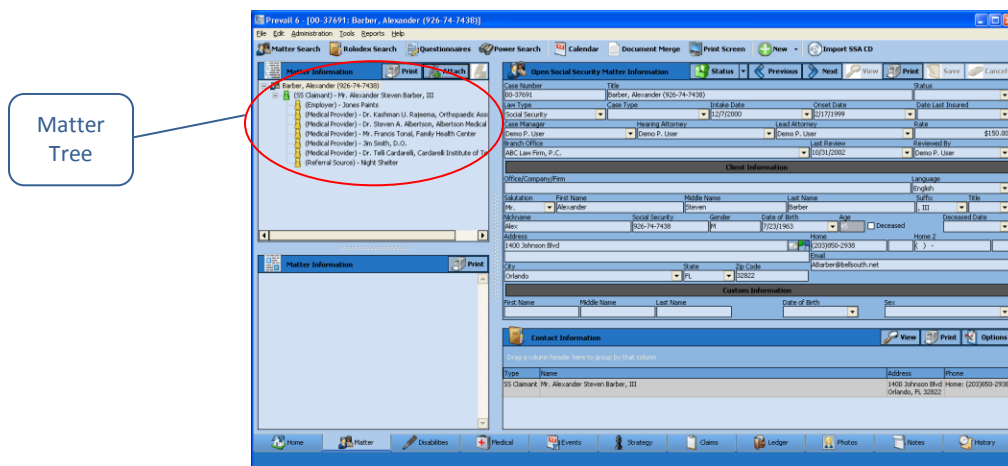 Matter
Tree
Prevail 6 - [00-37691: Barber, Alexander (926-74-7438)]
File Edit Administration Tools Reports Help
Matter Search Rolodex Search Questionnaires Power Search Calendar Document Merge Print Screen New Import SSA CD
Matter Information Print Attach
Barber, Alexander (926-74-7438)
(SS Claimant) - Mr. Alexander Steven Barber, III
(Employer) - Jones Paints
(Medical Provider) - Dr. Kashman U. Rajeema, Orthopaedic Ass
(Medical Provider) - Dr. Steven A. Albertson, Albertson Medical
(Medical Provider) - Mr. Francis Tonal, Family Health Center
(Medical Provider) - Jim Smith, D.O.
(Medical Provider) - Dr. Telli Cardarelli, Cardarelli Institute of Te
(Referral Source) - Night Shelter
Matter Information Print
Open Social Security Matter Information Status Previous Next View Print Save Cancel
Case Number Title Status
00-37691 Barber, Alexander (926-74-7438)
Law Type Case Type Intake Date Onset Date Date Last Insured
Social Security 12/7/2000 2/17/1999
Case Manager Hearing Attorney Lead Attorney Rate
Demo P. User Demo P. User Demo P. User $150.00
Branch Office Last Review Reviewed By
ABC Law Firm, P.C. 10/31/2002 Demo P. User
Client Information
Office/Company/Firm Language
English
Salutation First Name Middle Name Last Name Suffix Title
Mr. Alexander Steven Barber , III
Nickname Social Security Gender Date of Birth Age Deceased Date
Alex 926-74-7438 M 7/23/1963 Deceased
Address Home Home 2
1400 Johnson Blvd (203)850-2938 ( ) -
Email
ABarber@bellsouth.net
City State Zip Code
Orlando FL 32822
Custom Information
First Name Middle Name Last Name Date of Birth Sex
Contact Information View Print Options
Drag a column header here to group by that column
Type Name Address Phone
SS Claimant Mr. Alexander Steven Barber, III 1400 Johnson Blvd Home: (203)850-2938
Orlando, FL 32822
Home Matter Disabilities Medical Events Strategy Claims Ledger Photos Notes History